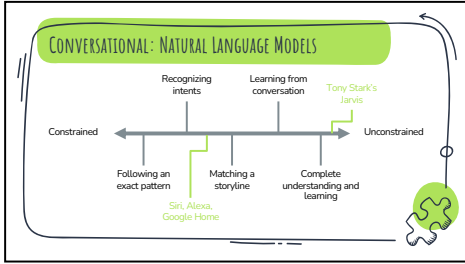 CONVERSATIONAL: NATURAL LANGUAGE MODELS
Recognizing
intents
Learning from
conversation
Tony Stark's
Jarvis
Constrained
Unconstrained
Following an
exact pattern
Siri, Alexa,
Google Home
Matching a
storyline
Complete
understanding and
learning